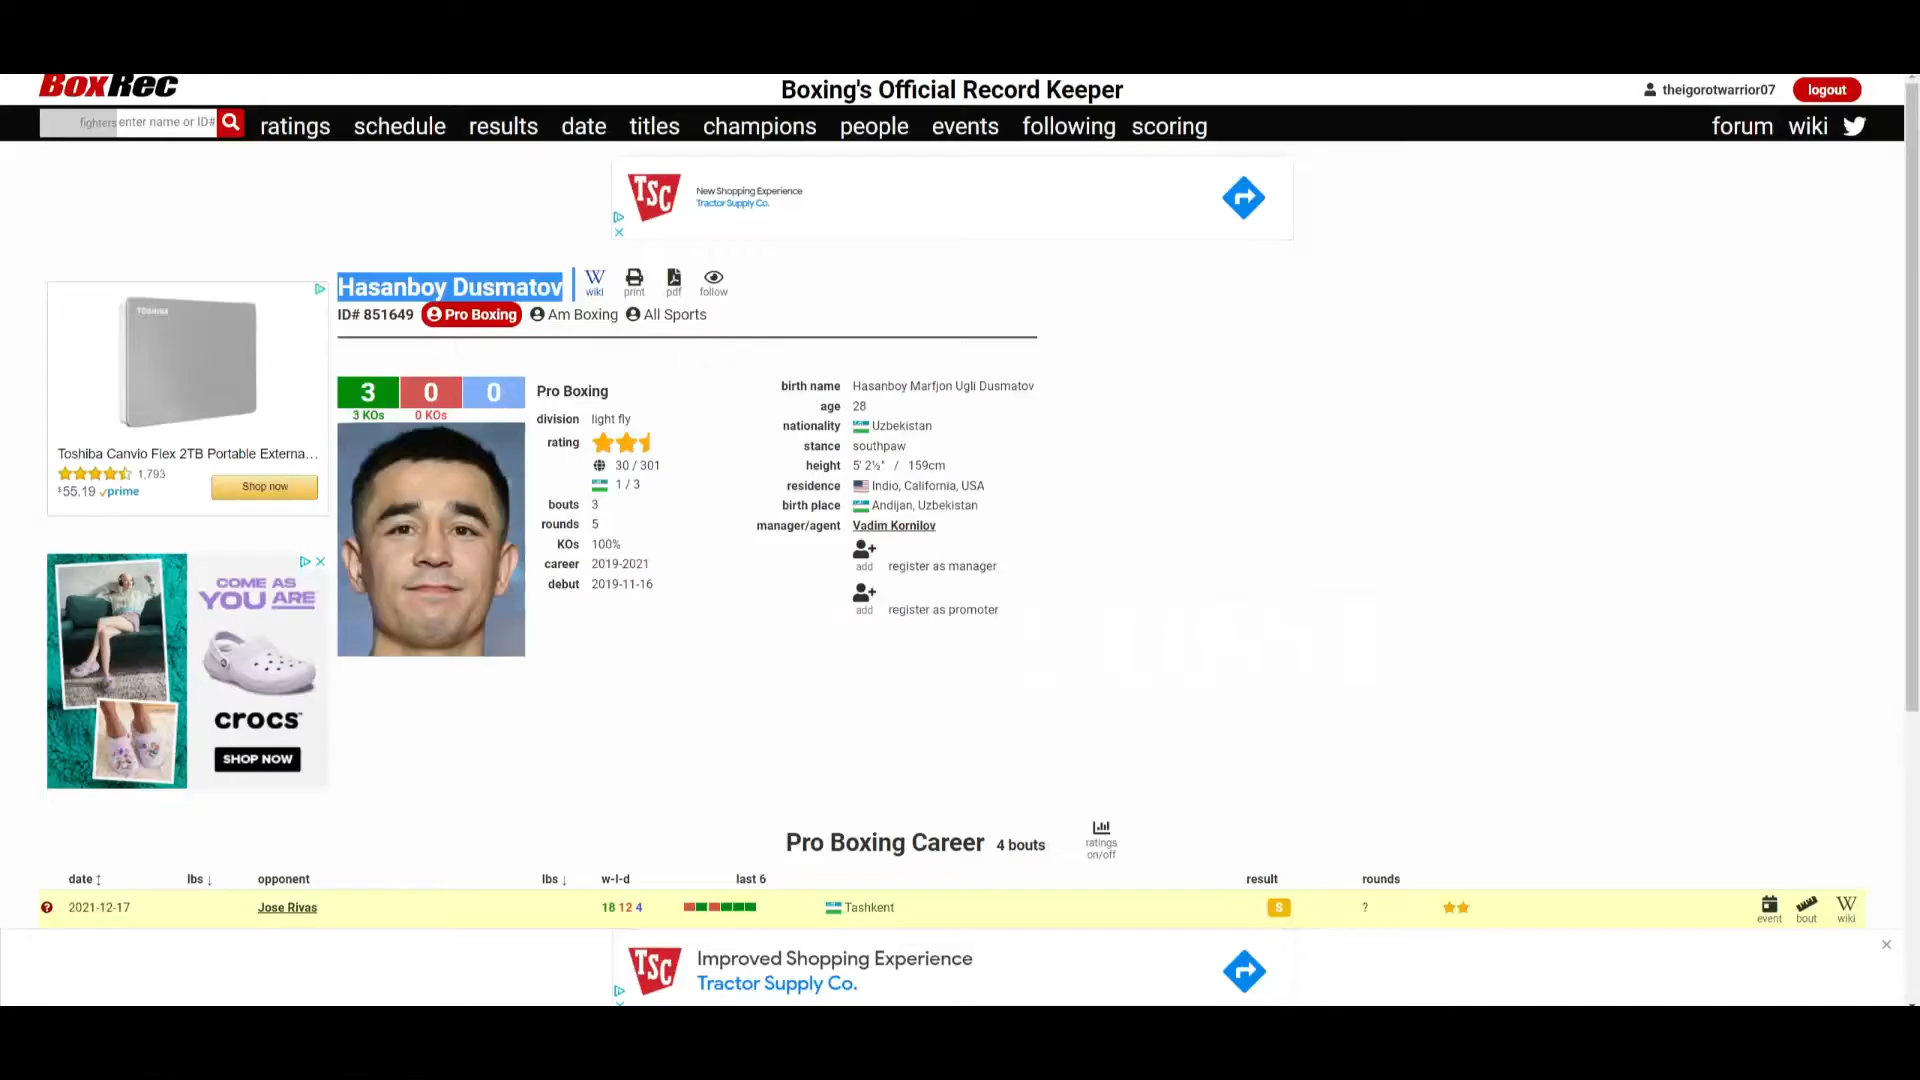 BoxRec
Boxing's Official Record Keeper
theigorotwarrior07
logout
fighters enter name or ID#
ratings schedule results date titles champions people events following scoring
forum wiki
TSC
New Shopping Experience
Tractor Supply Co.
Hasanboy Dusmatov
wiki print pdf follow
ID# 851649 Pro Boxing Am Boxing All Sports
TOSHIBA
Toshiba Canvio Flex 2TB Portable Externa...
1,793
$55.19 prime
Shop now
3 0 0
3 KOs 0 KOs
Pro Boxing
division light fly
rating
30 / 301
1 / 3
bouts 3
rounds 5
KOs 100%
career 2019-2021
debut 2019-11-16
birth name Hasanboy Marfjon Ugli Dusmatov
age 28
nationality Uzbekistan
stance southpaw
height 5' 2½" / 159cm
residence Indio, California, USA
birth place Andijan, Uzbekistan
manager/agent Vadim Kornilov
add register as manager
add register as promoter
COME AS
YOU ARE
crocs™
SHOP NOW
Pro Boxing Career 4 bouts
ratings
on/off
date lbs opponent lbs w-l-d last 6 result rounds
2021-12-17 Jose Rivas 18 12 4 Tashkent S ?
event bout wiki
TSC
Improved Shopping Experience
Tractor Supply Co.